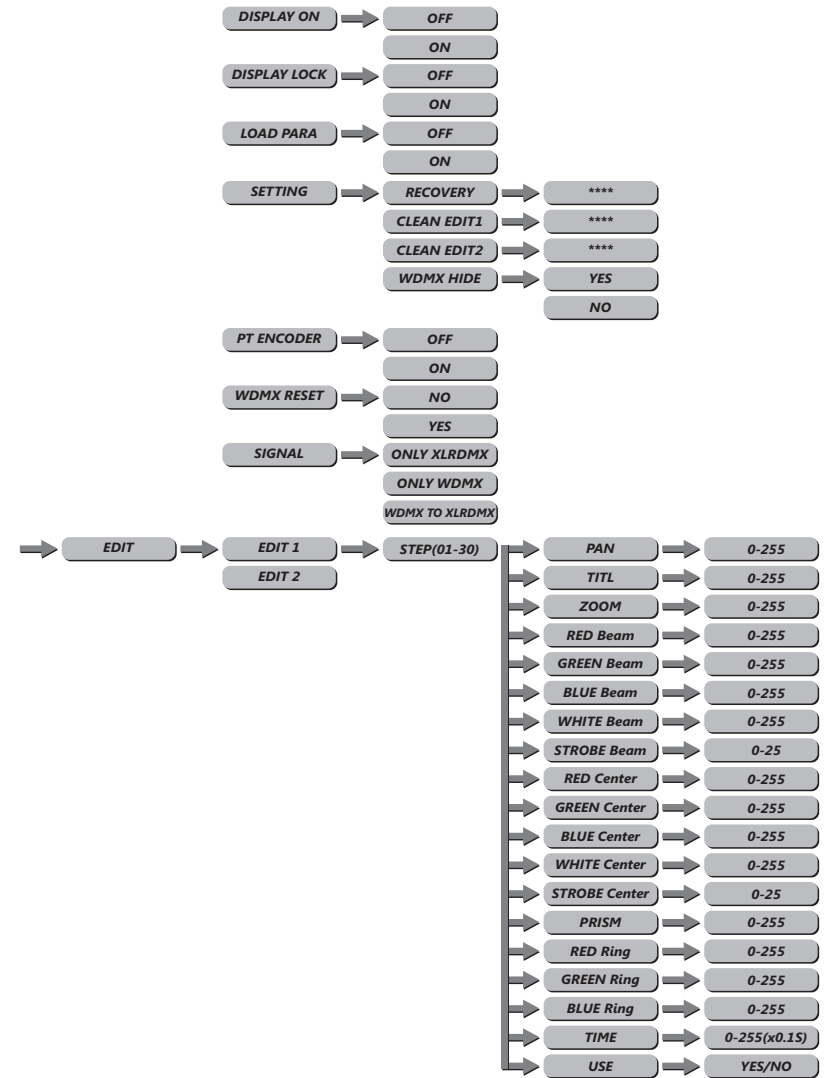 DISPLAY ON OFF
ON
DISPLAY LOCK OFF
ON
LOAD PARA OFF
ON
SETTING RECOVERY ****
CLEAN EDIT1 ****
CLEAN EDIT2 ****
WDMX HIDE YES
NO
PT ENCODER OFF
ON
WDMX RESET NO
YES
SIGNAL ONLY XLRDMX
ONLY WDMX
WDMX TO XLRDMX
EDIT EDIT 1 STEP(01-30) PAN 0-255
EDIT 2 TITL 0-255
ZOOM 0-255
RED Beam 0-255
GREEN Beam 0-255
BLUE Beam 0-255
WHITE Beam 0-255
STROBE Beam 0-25
RED Center 0-255
GREEN Center 0-255
BLUE Center 0-255
WHITE Center 0-255
STROBE Center 0-25
PRISM 0-255
RED Ring 0-255
GREEN Ring 0-255
BLUE Ring 0-255
TIME 0-255(x0.1S)
USE YES/NO